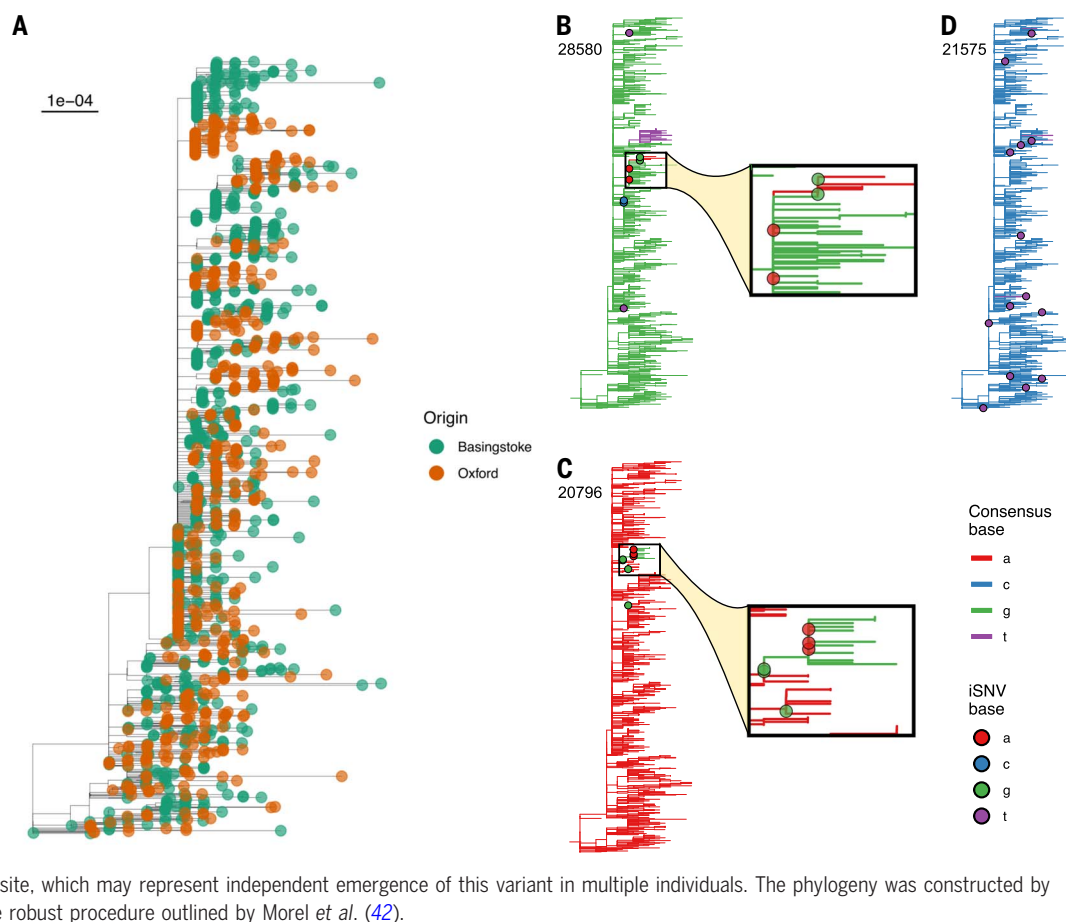 A
1e−04
Origin
Basingstoke
Oxford
B
28580
D
21575
C
20796
Consensus
base
a
c
g
t
iSNV
base
a
c
g
t
site, which may represent independent emergence of this variant in multiple individuals. The phylogeny was constructed by
robust procedure outlined by Morel et al. (42).